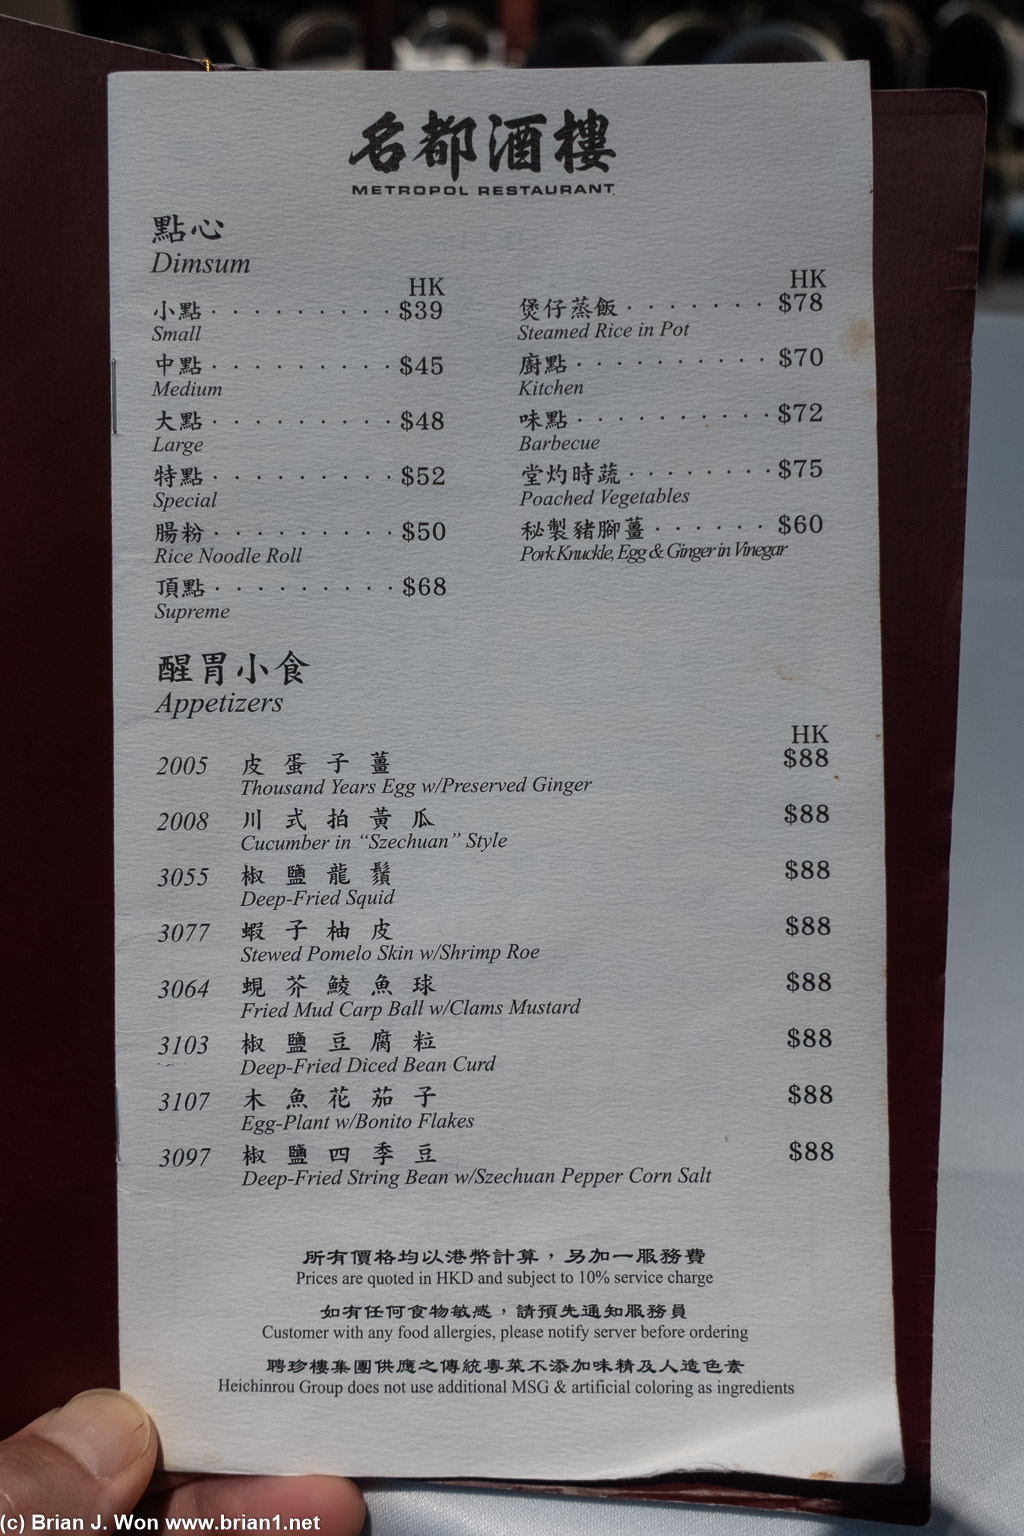 名都酒樓
METROPOL RESTAURANT
點心
Dimsum
HK
小點 · · · · · · · · · $39
Small
中點 · · · · · · · · · $45
Medium
大點 · · · · · · · · · $48
Large
特點 · · · · · · · · · $52
Special
腸粉 · · · · · · · · · $50
Rice Noodle Roll
頂點 · · · · · · · · · $68
Supreme
HK
煲仔蒸飯 · · · · · · · $78
Steamed Rice in Pot
廚點 · · · · · · · · · · $70
Kitchen
味點 · · · · · · · · · · $72
Barbecue
堂灼時蔬 · · · · · · · $75
Poached Vegetables
秘製豬腳薑 · · · · · · $60
Pork Knuckle, Egg & Ginger in Vinegar
醒胃小食
Appetizers
HK
2005 皮蛋子薑 $88
Thousand Years Egg w/Preserved Ginger
2008 川式拍黃瓜 $88
Cucumber in “Szechuan” Style
3055 椒鹽龍鬚 $88
Deep-Fried Squid
3077 蝦子柚皮 $88
Stewed Pomelo Skin w/Shrimp Roe
3064 蜆芥鯪魚球 $88
Fried Mud Carp Ball w/Clams Mustard
3103 椒鹽豆腐粒 $88
Deep-Fried Diced Bean Curd
3107 木魚花茄子 $88
Egg-Plant w/Bonito Flakes
3097 椒鹽四季豆 $88
Deep-Fried String Bean w/Szechuan Pepper Corn Salt
所有價格均以港幣計算，另加一服務費
Prices are quoted in HKD and subject to 10% service charge
如有任何食物敏感，請預先通知服務員
Customer with any food allergies, please notify server before ordering
聘珍樓集團供應之傳統粵菜不添加味精及人造色素
Heichinrou Group does not use additional MSG & artificial coloring as ingredients
(c) Brian J. Won www.brian1.net